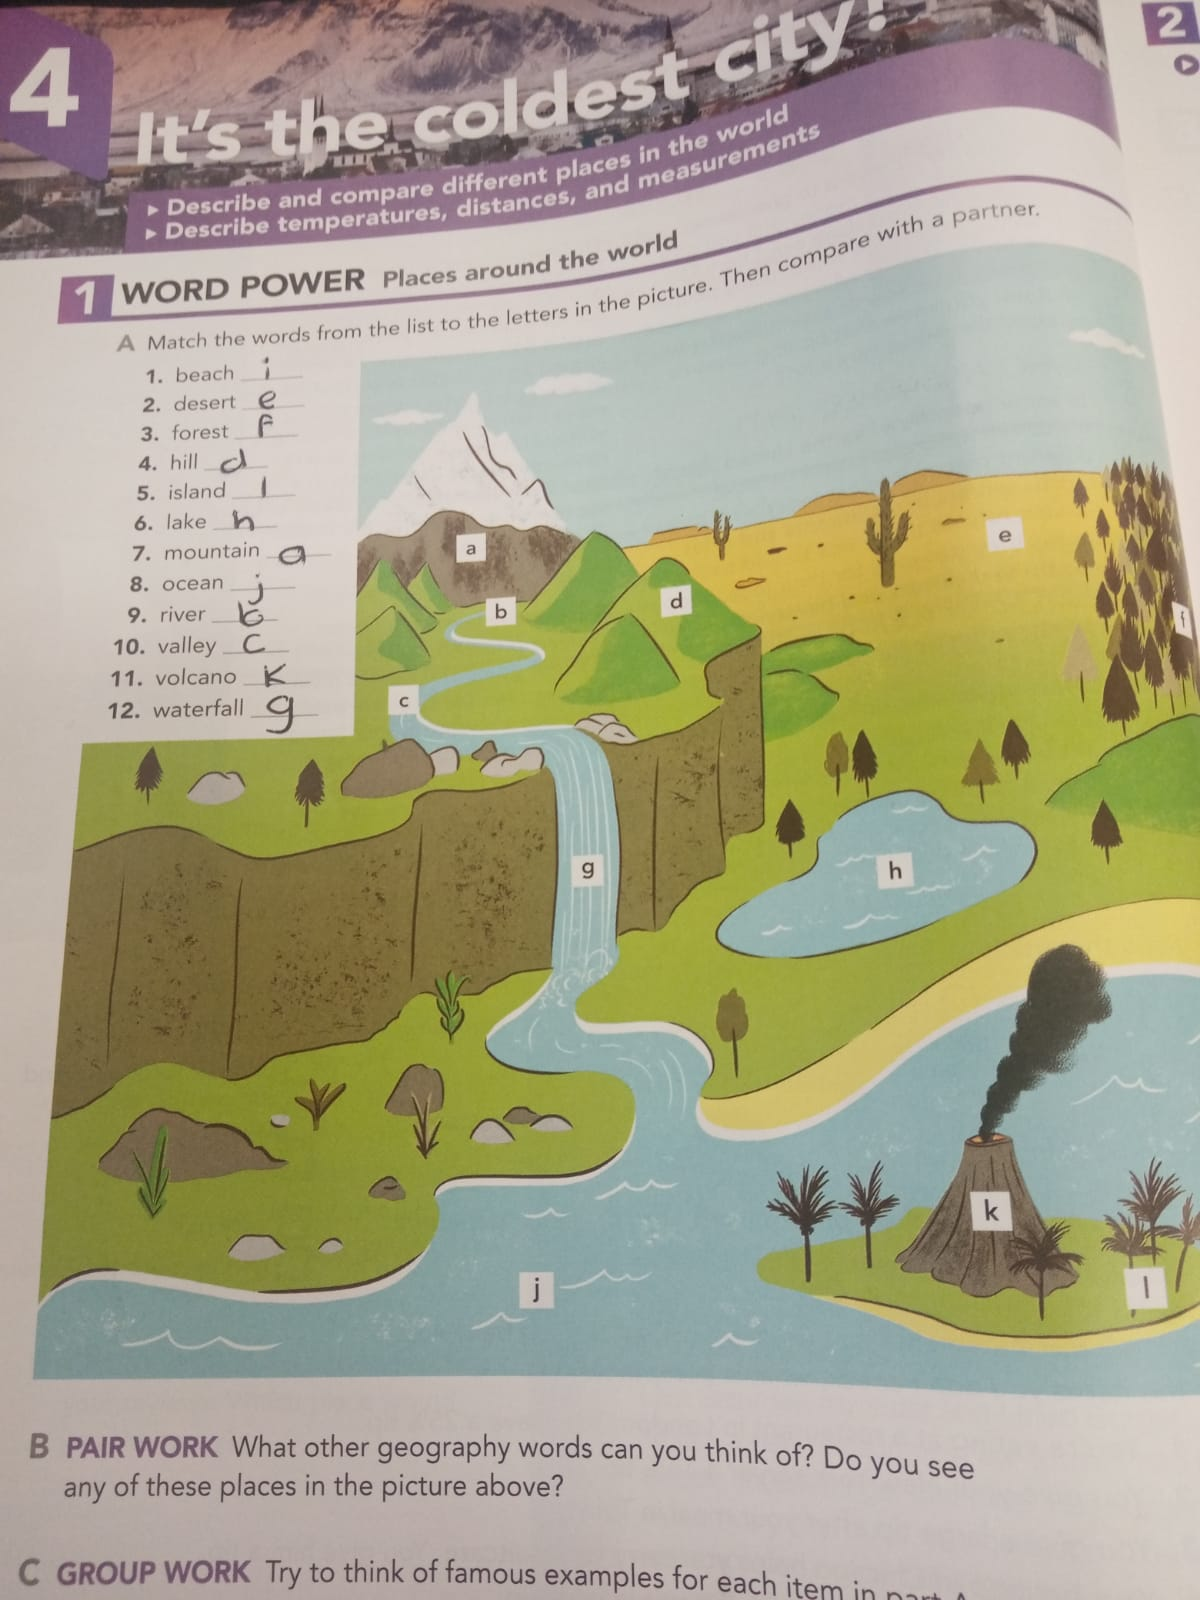 4
It's the coldest city!
▸ Describe and compare different places in the world
▸ Describe temperatures, distances, and measurements
2
1 WORD POWER Places around the world
A Match the words from the list to the letters in the picture. Then compare with a partner.
1. beach i
2. desert e
3. forest f
4. hill d
5. island l
6. lake h
7. mountain a
8. ocean j
9. river b
10. valley c
11. volcano k
12. waterfall g
a
e
b
d
f
c
g
h
k
l
j
B PAIR WORK What other geography words can you think of? Do you see
any of these places in the picture above?
C GROUP WORK Try to think of famous examples for each item in part A